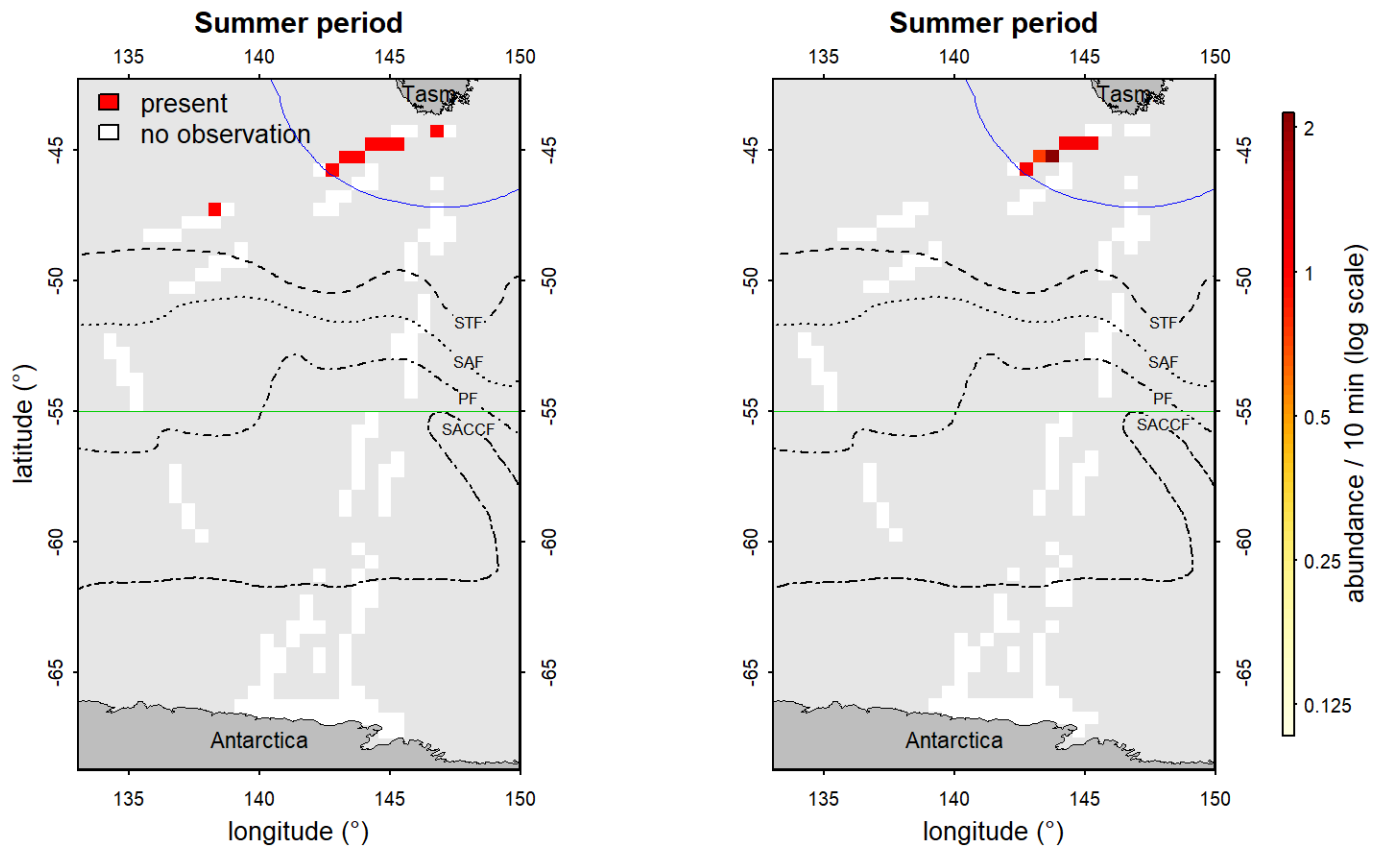 Summer period
135 140 145 150
present
no observation
Tasm
-45 -50 -55 -60 -65
-45 -50 -55 -60 -65
STF
SAF
PF
SACCF
Antarctica
135 140 145 150
longitude (°)
latitude (°)
Summer period
135 140 145 150
Tasm
-45 -50 -55 -60 -65
-45 -50 -55 -60 -65
STF
SAF
PF
SACCF
Antarctica
135 140 145 150
longitude (°)
2
1
0.5
0.25
0.125
abundance / 10 min (log scale)